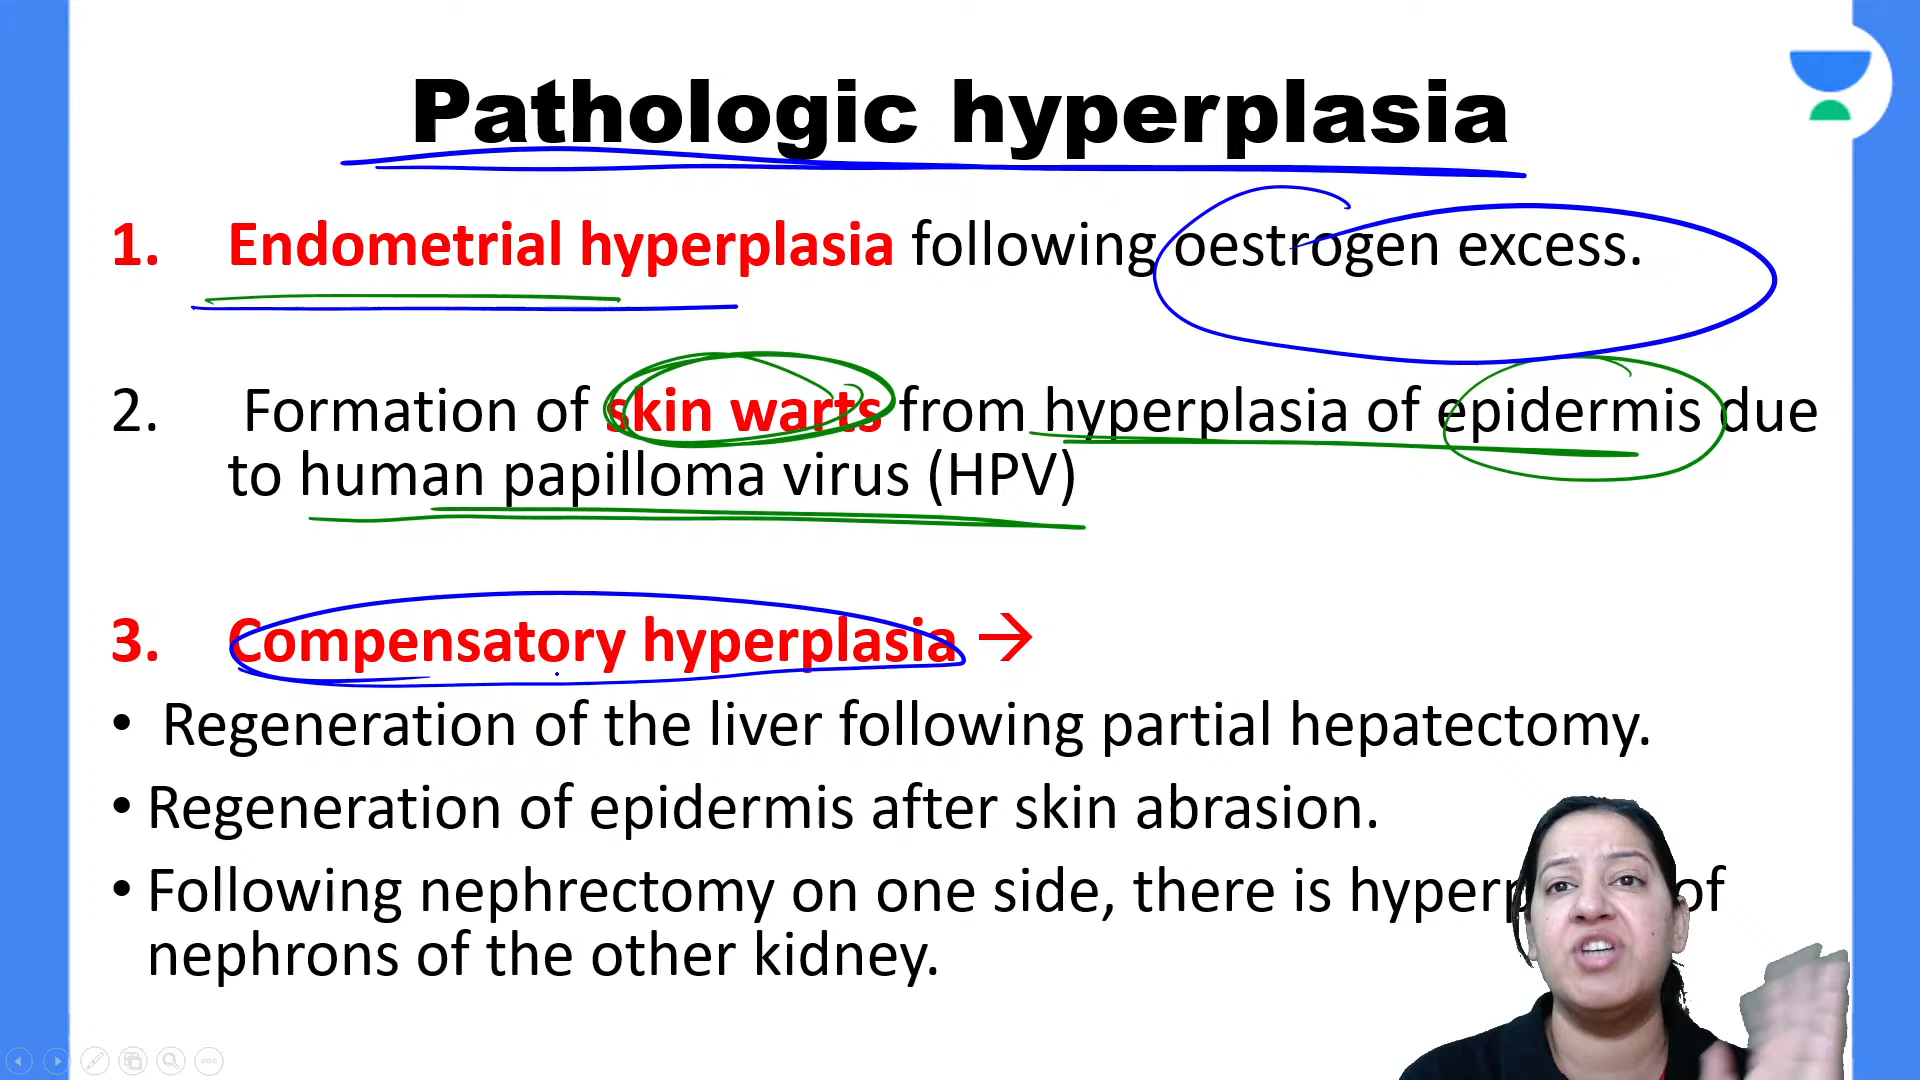 Pathologic hyperplasia
1. Endometrial hyperplasia following oestrogen excess.
2. Formation of skin warts from hyperplasia of epidermis due
to human papilloma virus (HPV)
3. Compensatory hyperplasia →
• Regeneration of the liver following partial hepatectomy.
• Regeneration of epidermis after skin abrasion.
• Following nephrectomy on one side, there is of
nephrons of the other kidney.